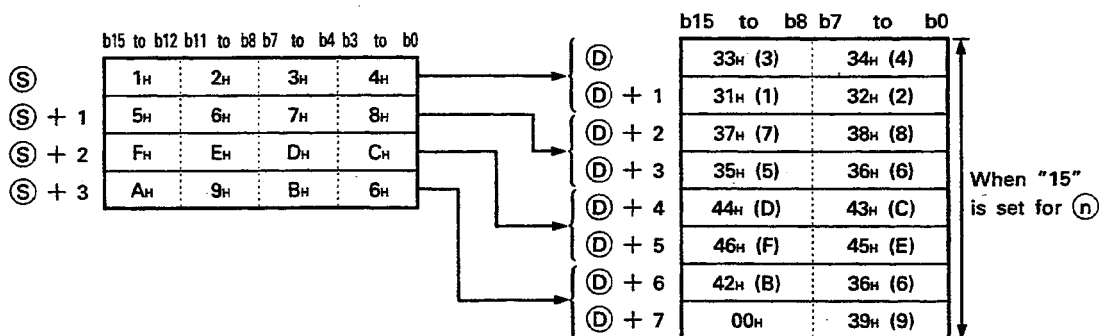 b15 to b8 b7 to b0
b15 to b12 b11 to b8 b7 to b4 b3 to b0
Ⓢ 1H 2H 3H 4H
Ⓢ + 1 5H 6H 7H 8H
Ⓢ + 2 FH EH DH CH
Ⓢ + 3 AH 9H BH 6H
Ⓓ 33H (3) 34H (4)
Ⓓ + 1 31H (1) 32H (2)
Ⓓ + 2 37H (7) 38H (8)
Ⓓ + 3 35H (5) 36H (6)
Ⓓ + 4 44H (D) 43H (C)
Ⓓ + 5 46H (F) 45H (E)
Ⓓ + 6 42H (B) 36H (6)
Ⓓ + 7 00H 39H (9)
When "15"
is set for ⓝ